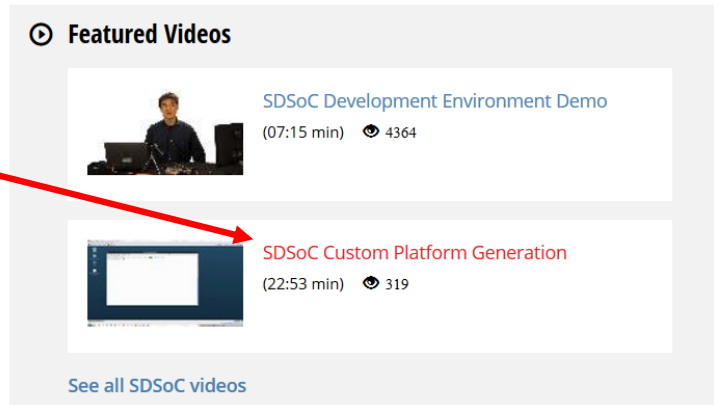 Featured Videos
SDSoC Development Environment Demo
(07:15 min) 4364
SDSoC Custom Platform Generation
(22:53 min) 319
See all SDSoC videos